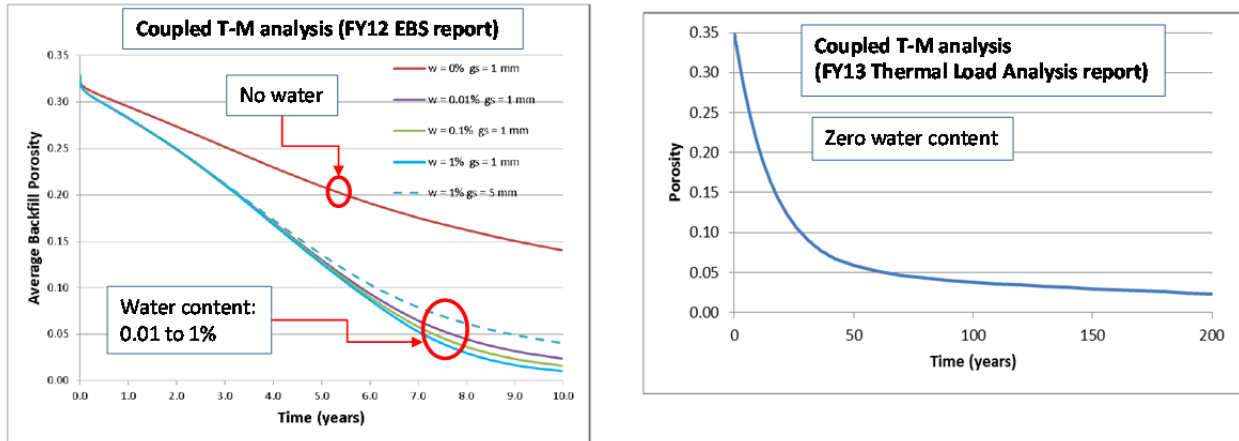 Coupled T-M analysis (FY12 EBS report)
0.35
0.30
0.25
0.20
0.15
0.10
0.05
0.00
Average Backfill Porosity
w = 0% gs = 1 mm
w = 0.01% gs = 1 mm
w = 0.1% gs = 1 mm
w = 1% gs = 1 mm
w = 1% gs = 5 mm
No water
Water content:
0.01 to 1%
0.0 1.0 2.0 3.0 4.0 5.0 6.0 7.0 8.0 9.0 10.0
Time (years)
Coupled T-M analysis
(FY13 Thermal Load Analysis report)
Zero water content
0.35
0.30
0.25
0.20
0.15
0.10
0.05
0.00
Porosity
0 50 100 150 200
Time (years)